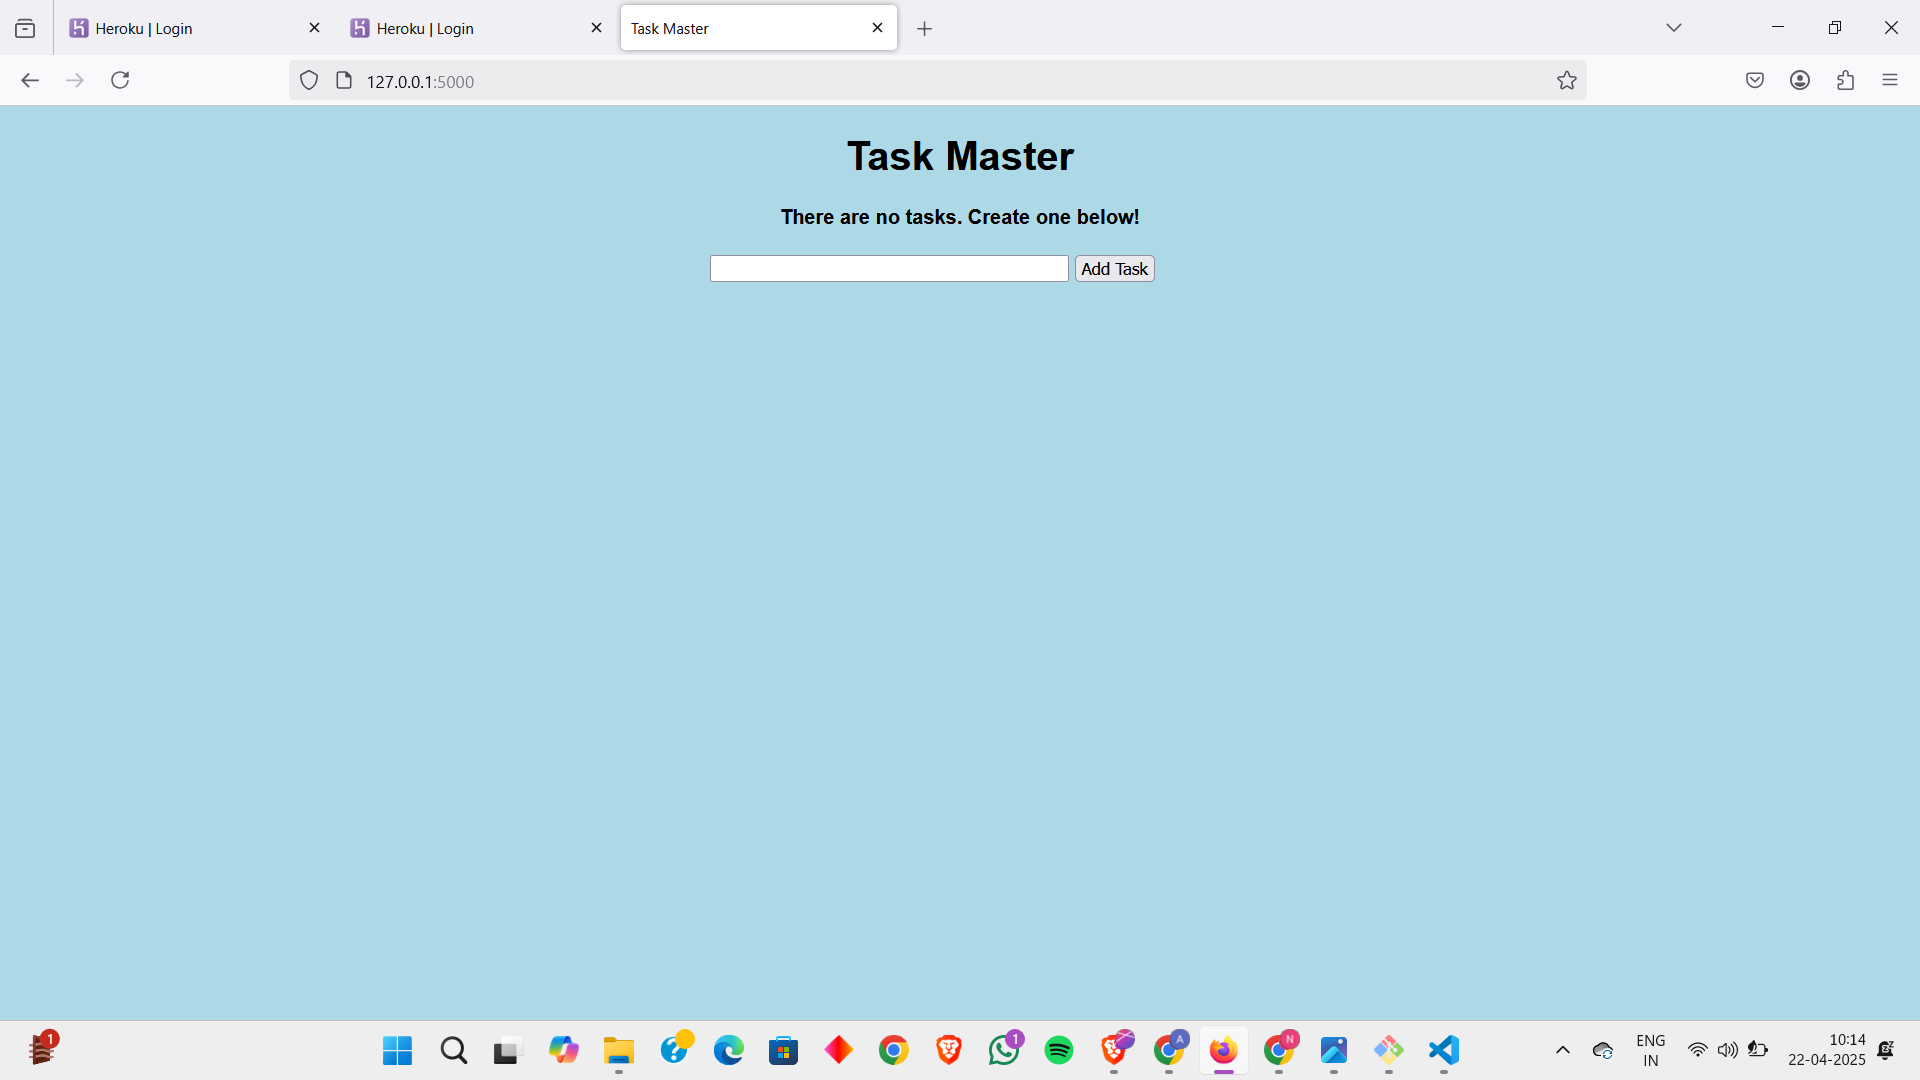 Heroku | Login
Heroku | Login
Task Master
127.0.0.1:5000
Task Master
There are no tasks. Create one below!
Add Task
1
1
A
N
ENG
IN
10:14
22-04-2025